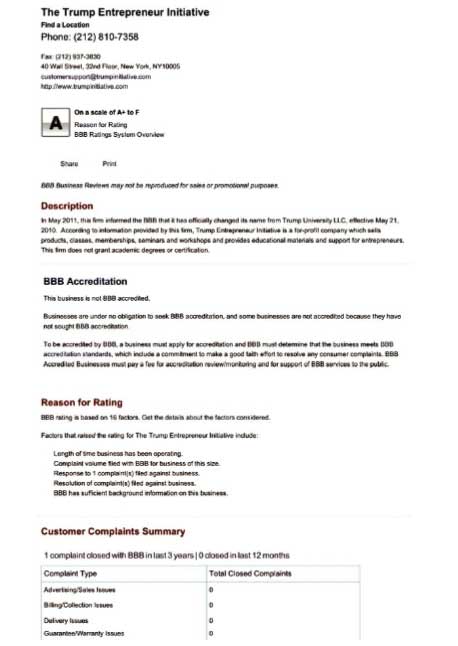 The Trump Entrepreneur Initiative
Find a Location
Phone: (212) 810-7358
Fax: (212) 937-3830
40 Wall Street, 32nd Floor, New York, NY10005
customersupport@trumpinitiative.com
http://www.trumpinitiative.com
A
On a scale of A+ to F
Reason for Rating
BBB Ratings System Overview
Share Print
BBB Business Reviews may not be reproduced for sales or promotional purposes.
Description
In May 2011, this firm informed the BBB that it has officially changed its name from Trump University LLC, effective May 21,
2010. According to information provided by this firm, Trump Entrepreneur Initiative is a for-profit company which sells
products, classes, memberships, seminars and workshops and provides educational materials and support for entrepreneurs.
This firm does not grant academic degrees or certification.
BBB Accreditation
This business is not BBB accredited.
Businesses are under no obligation to seek BBB accreditation, and some businesses are not accredited because they have
not sought BBB accreditation.
To be accredited by BBB, a business must apply for accreditation and BBB must determine that the business meets BBB
accreditation standards, which include a commitment to make a good faith effort to resolve any consumer complaints. BBB
Accredited Businesses must pay a fee for accreditation review/monitoring and for support of BBB services to the public.
Reason for Rating
BBB rating is based on 16 factors. Get the details about the factors considered.
Factors that raised the rating for The Trump Entrepreneur Initiative include:
Length of time business has been operating.
Complaint volume filed with BBB for business of this size.
Response to 1 complaint(s) filed against business.
Resolution of complaint(s) filed against business.
BBB has sufficient background information on this business.
Customer Complaints Summary
1 complaint closed with BBB in last 3 years | 0 closed in last 12 months
Complaint Type Total Closed Complaints
Advertising/Sales Issues 0
Billing/Collection Issues 0
Delivery Issues 0
Guarantee/Warranty Issues 0